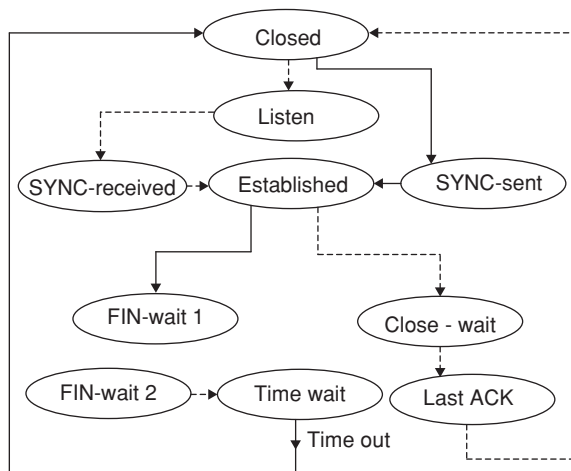 Closed
Listen
SYNC-received
Established
SYNC-sent
FIN-wait 1
Close - wait
FIN-wait 2
Time wait
Last ACK
Time out